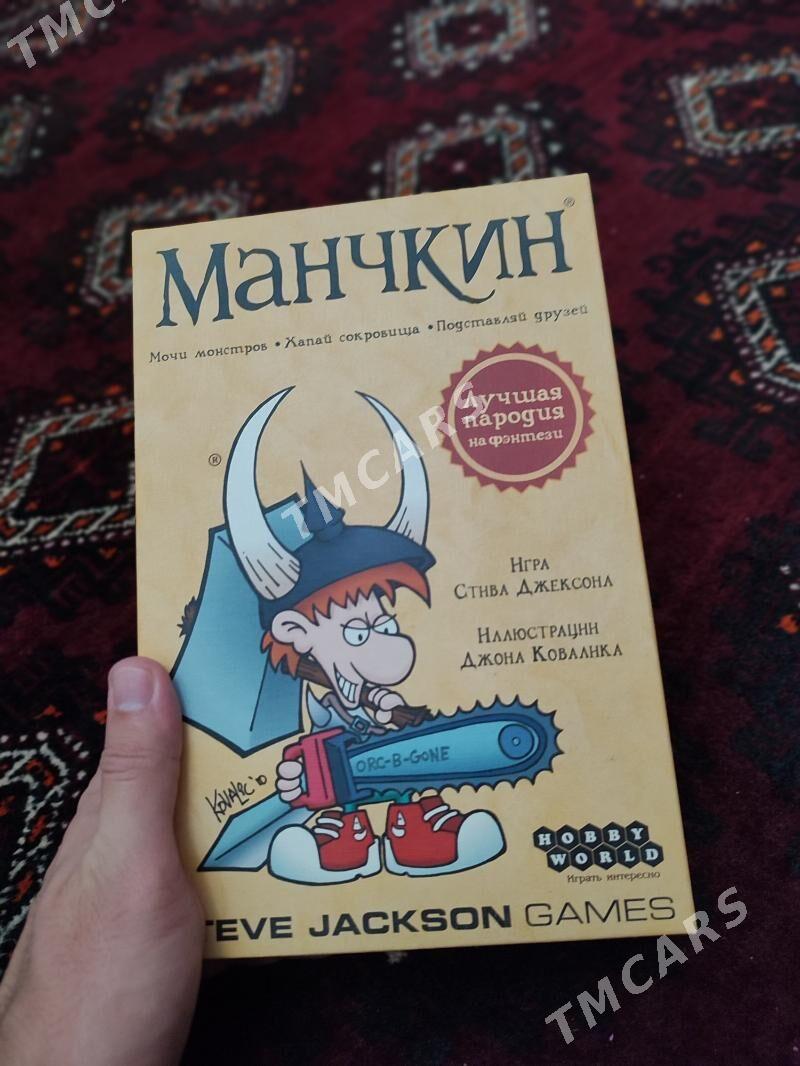 TMCARS
Манчкин®
Мочи монстров • Хапай сокровища • Подставляй друзей
Лучшая
пародия
на фэнтези
®
TMCARS
Игра
Стива Джексона
Иллюстрации
Джона Ковалика
ORC-B-GONE
KOVALIC '10
HOBBY
WORLD
Играть интересно
TEVE JACKSON GAMES
TMCARS